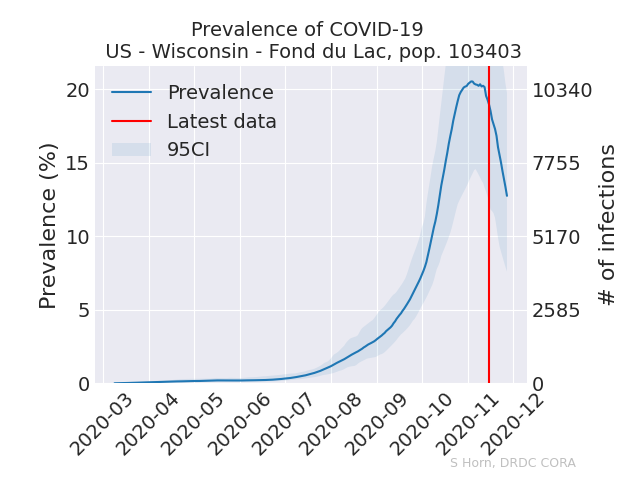 Prevalence of COVID-19
US - Wisconsin - Fond du Lac, pop. 103403
Prevalence
Latest data
95CI
Prevalence (%)
20
15
10
5
0
10340
7755
5170
2585
0
# of infections
2020-03
2020-04
2020-05
2020-06
2020-07
2020-08
2020-09
2020-10
2020-11
2020-12
S Horn, DRDC CORA